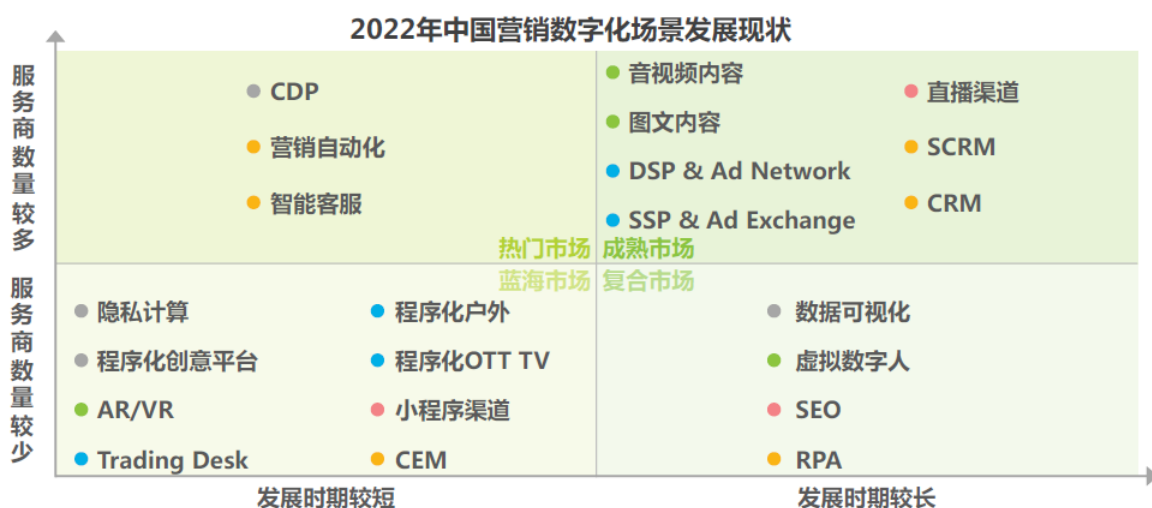 2022年中国营销数字化场景发展现状
服务商数量较多
CDP
营销自动化
智能客服
热门市场
音视频内容
图文内容
DSP & Ad Network
SSP & Ad Exchange
直播渠道
SCRM
CRM
成熟市场
服务商数量较少
蓝海市场
隐私计算
程序化创意平台
AR/VR
Trading Desk
程序化户外
程序化OTT TV
小程序渠道
CEM
复合市场
数据可视化
虚拟数字人
SEO
RPA
发展时期较短
发展时期较长